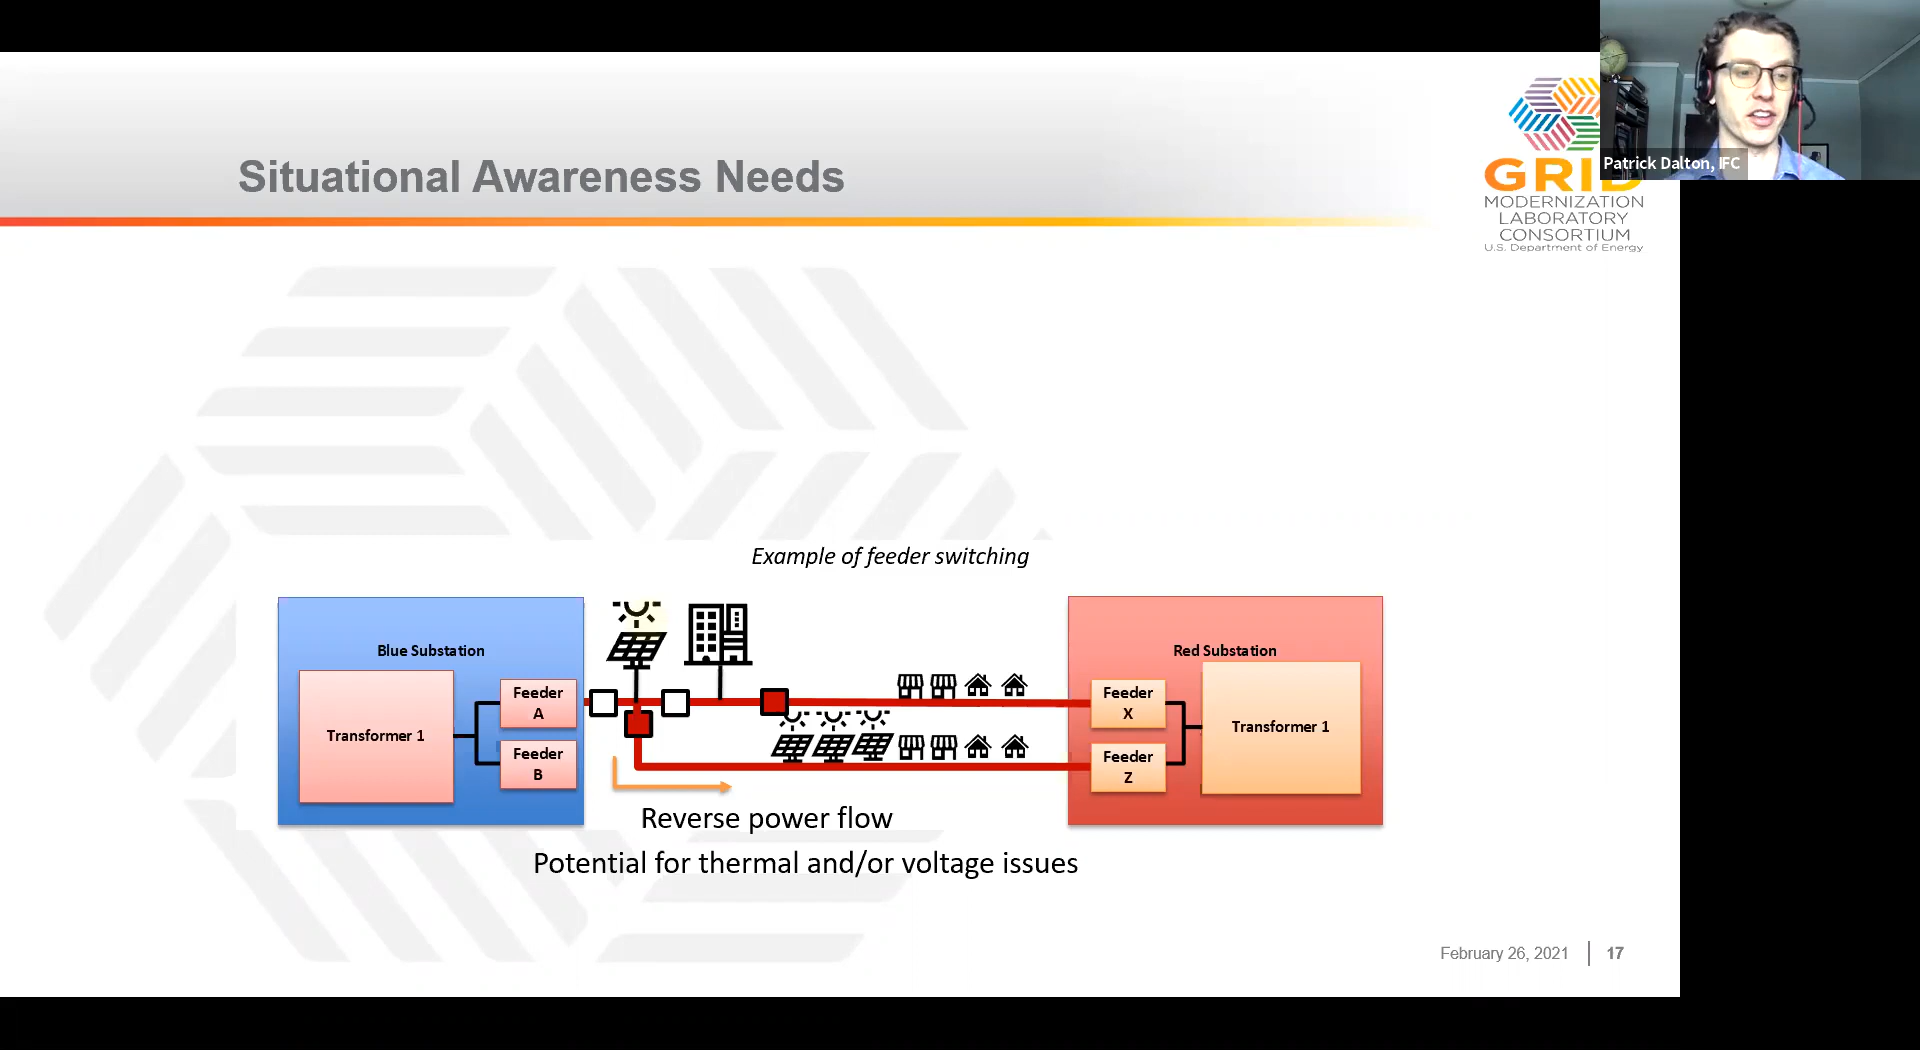 Situational Awareness Needs
Patrick Dalton, IFC
GRID
MODERNIZATION
LABORATORY
CONSORTIUM
U.S. Department of Energy
Example of feeder switching
Blue Substation
Transformer 1
Feeder
A
Feeder
B
Red Substation
Feeder
X
Feeder
Z
Transformer 1
Reverse power flow
Potential for thermal and/or voltage issues
February 26, 2021
17